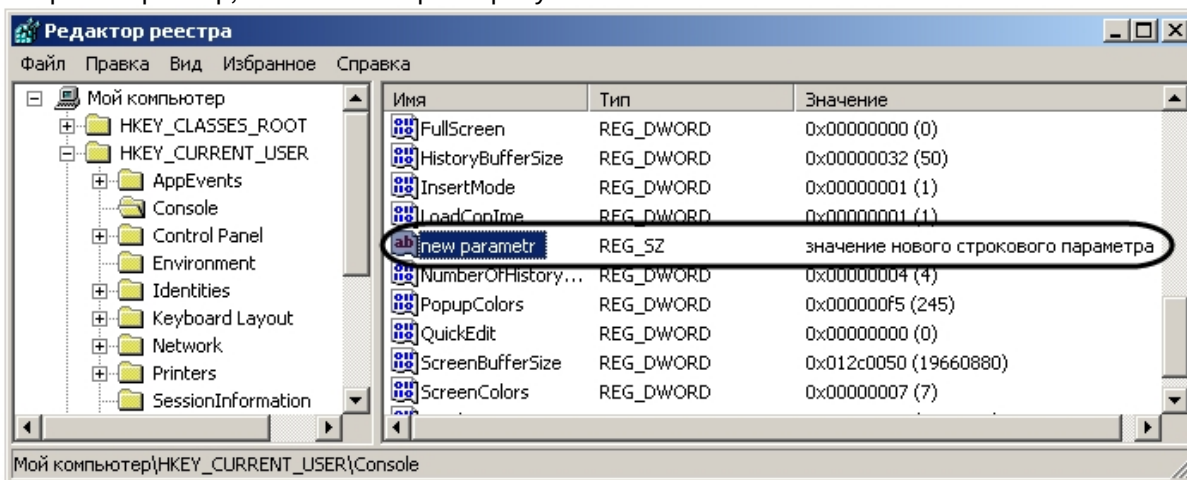 Редактор реестра
Файл Правка Вид Избранное Справка
Мой компьютер
HKEY_CLASSES_ROOT
HKEY_CURRENT_USER
AppEvents
Console
Control Panel
Environment
Identities
Keyboard Layout
Network
Printers
SessionInformation
Имя Тип Значение
FullScreen REG_DWORD 0x00000000 (0)
HistoryBufferSize REG_DWORD 0x00000032 (50)
InsertMode REG_DWORD 0x00000001 (1)
LoadConIme REG_DWORD 0x00000001 (1)
new parametr REG_SZ значение нового строкового параметра
NumberOfHistory... REG_DWORD 0x00000004 (4)
PopupColors REG_DWORD 0x000000f5 (245)
QuickEdit REG_DWORD 0x00000000 (0)
ScreenBufferSize REG_DWORD 0x012c0050 (19660880)
ScreenColors REG_DWORD 0x00000007 (7)
Мой компьютер\HKEY_CURRENT_USER\Console